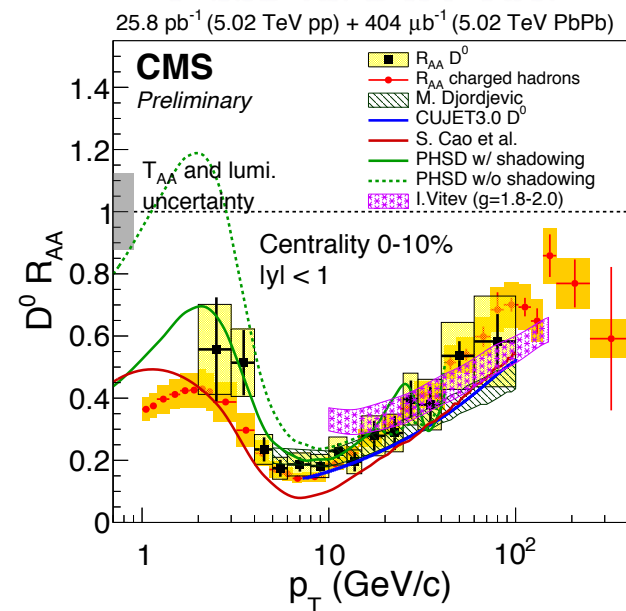 25.8 pb⁻¹ (5.02 TeV pp) + 404 μb⁻¹ (5.02 TeV PbPb)
CMS
Preliminary
R_AA D⁰
R_AA charged hadrons
M. Djordjevic
CUJET3.0 D⁰
S. Cao et al.
PHSD w/ shadowing
PHSD w/o shadowing
I.Vitev (g=1.8-2.0)
T_AA and lumi.
uncertainty
Centrality 0-10%
|y| < 1
D⁰ R_AA
1.4
1.2
1
0.8
0.6
0.4
0.2
0
1 10 10²
p_T (GeV/c)